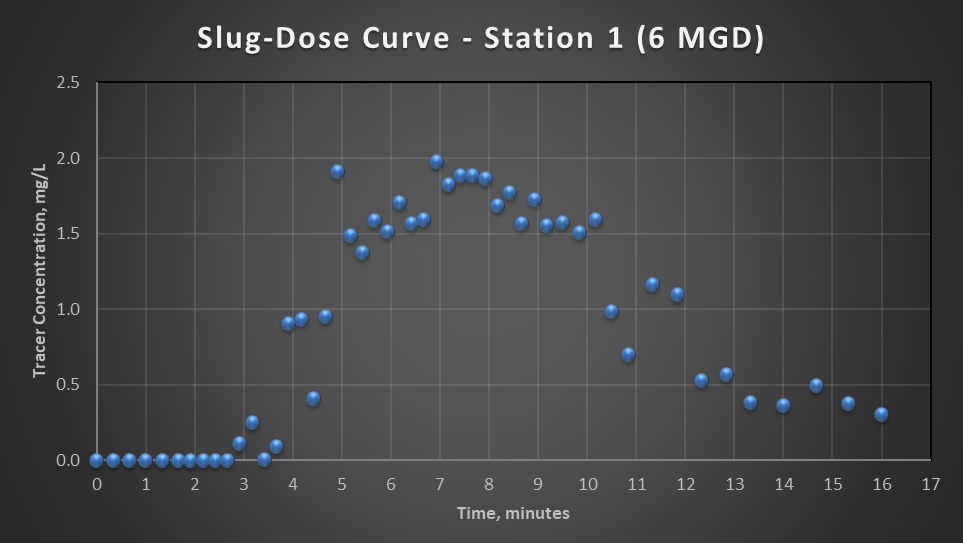 Slug-Dose Curve - Station 1 (6 MGD)
2.5
2.0
1.5
1.0
0.5
0.0
Tracer Concentration, mg/L
0 1 2 3 4 5 6 7 8 9 10 11 12 13 14 15 16 17
Time, minutes